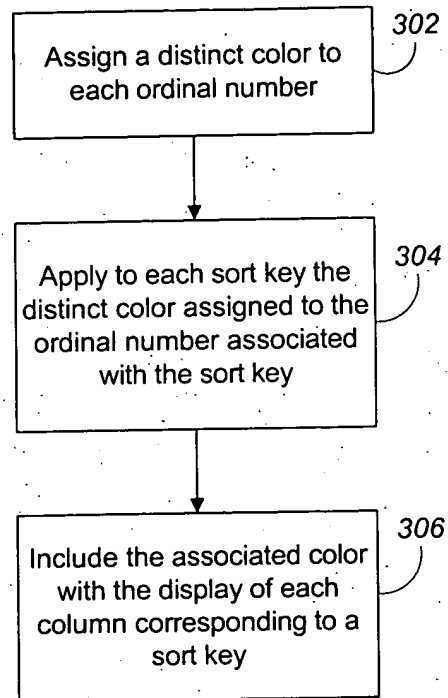 302
Assign a distinct color to
each ordinal number
304
Apply to each sort key the
distinct color assigned to the
ordinal number associated
with the sort key
306
Include the associated color
with the display of each
column corresponding to a
sort key